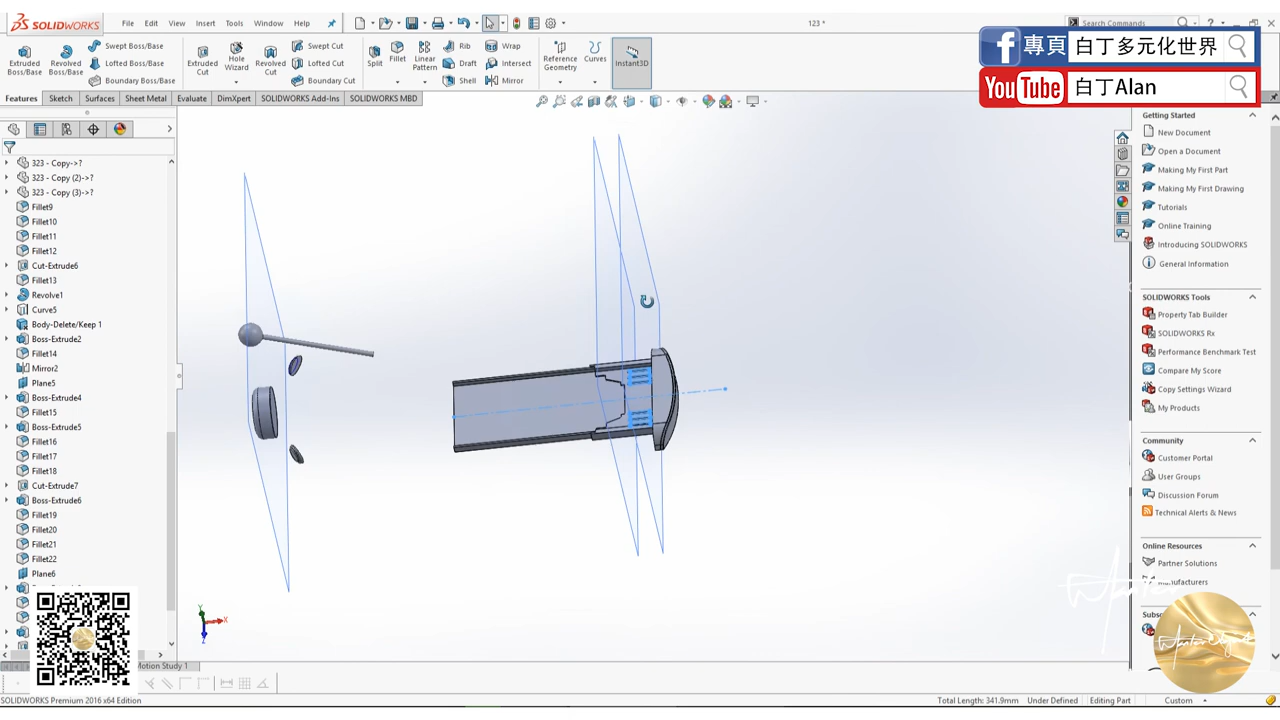 SOLIDWORKS
File Edit View Insert Tools Window Help
123 *
Search Commands
專頁 白丁多元化世界
YouTube 白丁Alan
Extruded Boss/Base
Revolved Boss/Base
Swept Boss/Base
Lofted Boss/Base
Boundary Boss/Base
Extruded Cut
Hole Wizard
Revolved Cut
Swept Cut
Lofted Cut
Boundary Cut
Split
Fillet
Linear Pattern
Rib
Draft
Shell
Wrap
Intersect
Mirror
Reference Geometry
Curves
Instant3D
Features Sketch Surfaces Sheet Metal Evaluate DimXpert SOLIDWORKS Add-Ins SOLIDWORKS MBD
323 - Copy->?
323 - Copy (2)->?
323 - Copy (3)->?
Fillet9
Fillet10
Fillet11
Fillet12
Cut-Extrude6
Fillet13
Revolve1
Curve5
Body-Delete/Keep 1
Boss-Extrude2
Fillet14
Mirror2
Plane5
Boss-Extrude4
Fillet15
Boss-Extrude5
Fillet16
Fillet17
Fillet18
Cut-Extrude7
Boss-Extrude6
Fillet19
Fillet20
Fillet21
Fillet22
Plane6
Getting Started
New Document
Open a Document
Making My First Part
Making My First Drawing
Tutorials
Online Training
Introducing SOLIDWORKS
General Information
SOLIDWORKS Tools
Property Tab Builder
SOLIDWORKS Rx
Performance Benchmark Test
Compare My Score
Copy Settings Wizard
My Products
Community
Customer Portal
User Groups
Discussion Forum
Technical Alerts & News
Online Resources
Partner Solutions
Manufacturers
Y
X
Z
Motion Study 1
SOLIDWORKS Premium 2016 x64 Edition
Total Length: 341.9mm Under Defined Editing Part Custom